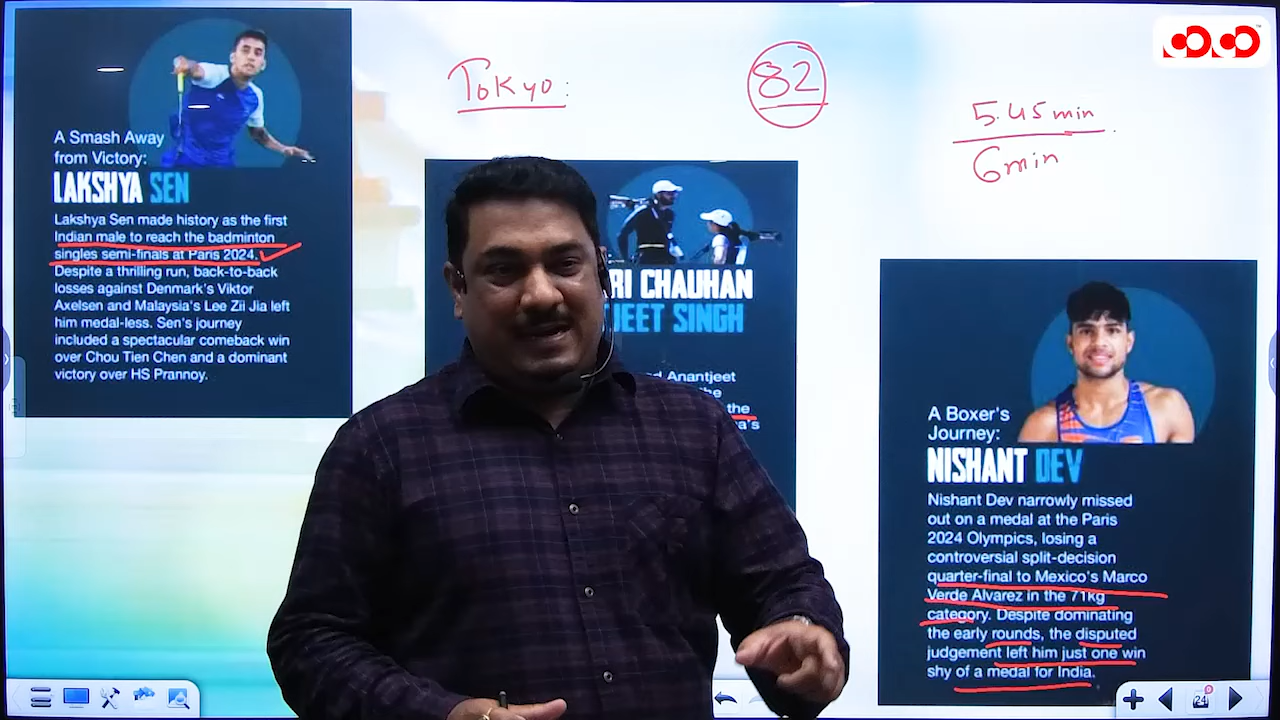 A Smash Away
from Victory:
LAKSHYA SEN
Lakshya Sen made history as the first
Indian male to reach the badminton
singles semi-finals at Paris 2024.
Despite a thrilling run, back-to-back
losses against Denmark's Viktor
Axelsen and Malaysia's Lee Zii Jia left
him medal-less. Sen's journey
included a spectacular comeback win
over Chou Tien Chen and a dominant
victory over HS Prannoy.
Tokyo:
82
5.45 min
6 min
RI CHAUHAN
JEET SINGH
d Anantjeet
he
the
a's
A Boxer's
Journey:
NISHANT DEV
Nishant Dev narrowly missed
out on a medal at the Paris
2024 Olympics, losing a
controversial split-decision
quarter-final to Mexico's Marco
Verde Alvarez in the 71kg
category. Despite dominating
the early rounds, the disputed
judgement left him just one win
shy of a medal for India.
24